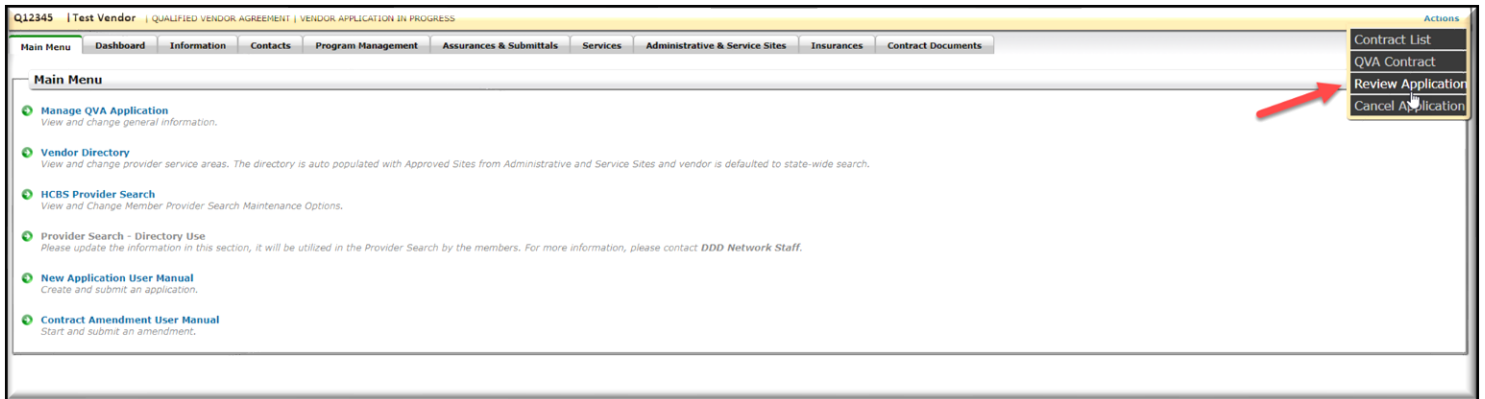 Q12345 | Test Vendor | QUALIFIED VENDOR AGREEMENT | VENDOR APPLICATION IN PROGRESS Actions
Main Menu Dashboard Information Contacts Program Management Assurances & Submittals Services Administrative & Service Sites Insurances Contract Documents
Contract List
QVA Contract
Review Application
Cancel Application
Main Menu
Manage QVA Application
View and change general information.
Vendor Directory
View and change provider service areas. The directory is auto populated with Approved Sites from Administrative and Service Sites and vendor is defaulted to state-wide search.
HCBS Provider Search
View and Change Member Provider Search Maintenance Options.
Provider Search - Directory Use
Please update the information in this section, it will be utilized in the Provider Search by the members. For more information, please contact DDD Network Staff.
New Application User Manual
Create and submit an application.
Contract Amendment User Manual
Start and submit an amendment.